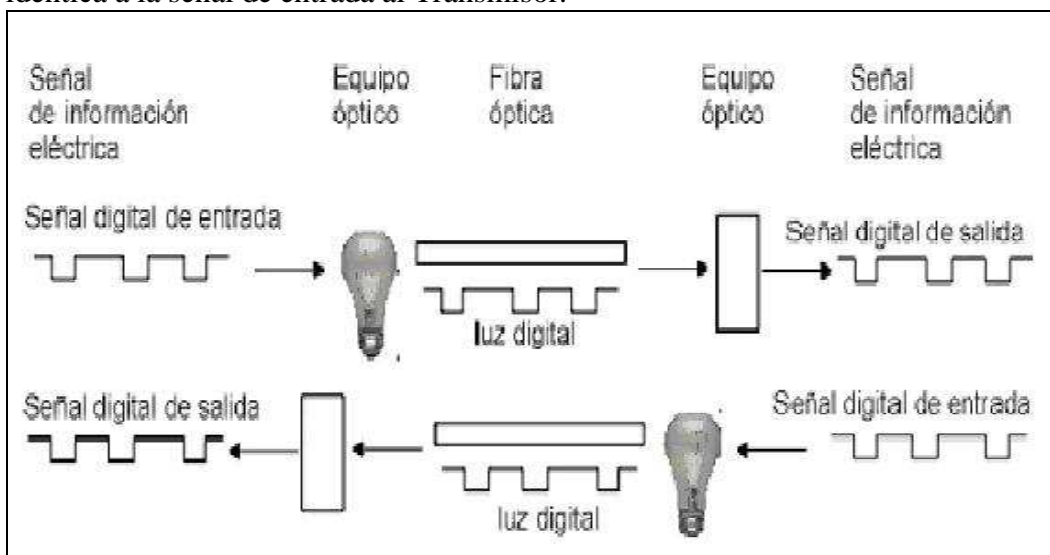 idéntica a la señal de entrada al Transmisor.
Señal
de información
eléctrica
Equipo
óptico
Fibra
óptica
Equipo
óptico
Señal
de información
eléctrica
Señal digital de entrada
Señal digital de salida
luz digital
Señal digital de salida
Señal digital de entrada
luz digital